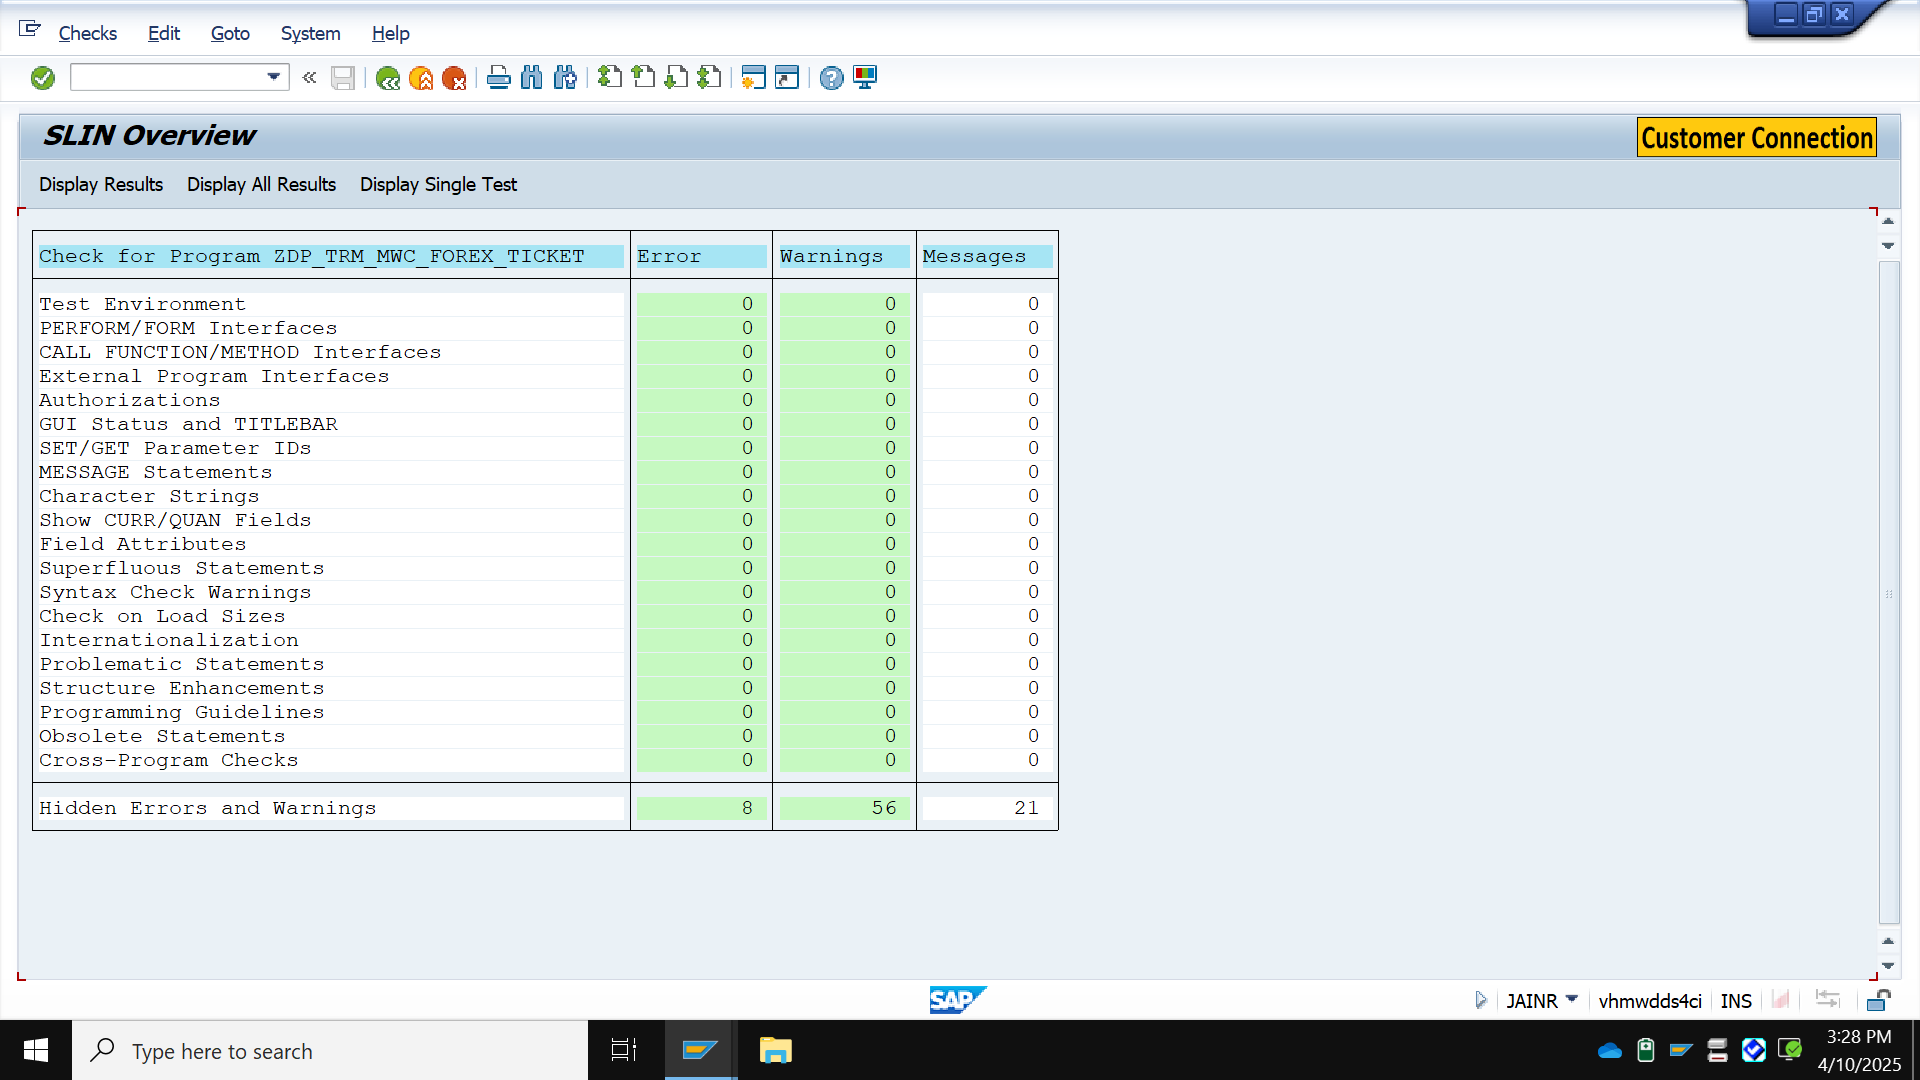 Checks Edit Goto System Help
SLIN Overview
Customer Connection
Display Results Display All Results Display Single Test
Check for Program ZDP_TRM_MWC_FOREX_TICKET Error Warnings Messages
Test Environment 0 0 0
PERFORM/FORM Interfaces 0 0 0
CALL FUNCTION/METHOD Interfaces 0 0 0
External Program Interfaces 0 0 0
Authorizations 0 0 0
GUI Status and TITLEBAR 0 0 0
SET/GET Parameter IDs 0 0 0
MESSAGE Statements 0 0 0
Character Strings 0 0 0
Show CURR/QUAN Fields 0 0 0
Field Attributes 0 0 0
Superfluous Statements 0 0 0
Syntax Check Warnings 0 0 0
Check on Load Sizes 0 0 0
Internationalization 0 0 0
Problematic Statements 0 0 0
Structure Enhancements 0 0 0
Programming Guidelines 0 0 0
Obsolete Statements 0 0 0
Cross-Program Checks 0 0 0
Hidden Errors and Warnings 8 56 21
SAP JAINR vhmwdds4ci INS
Type here to search
3:28 PM
4/10/2025